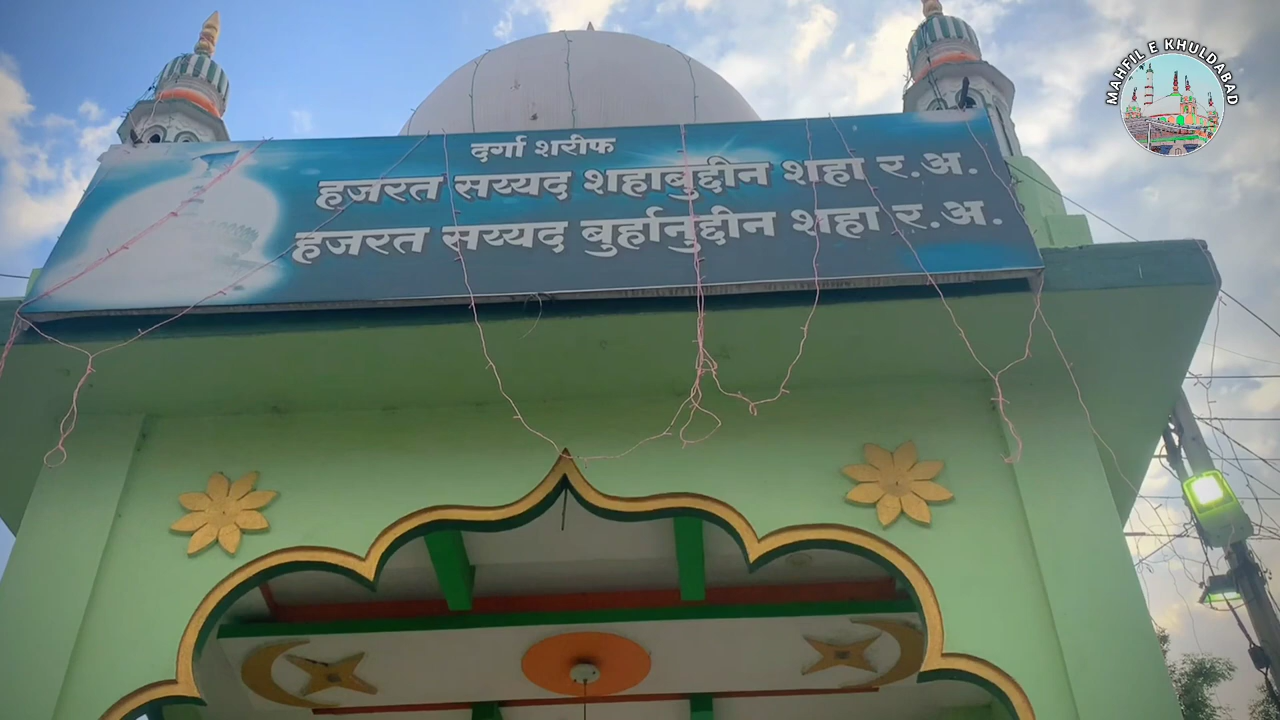 दर्गा शरीफ
हजरत सय्यद शहाबुद्दीन शहा र.अ.
हजरत सय्यद बुर्हानुद्दीन शहा र.अ.
MAHFIL E KHULDABAD